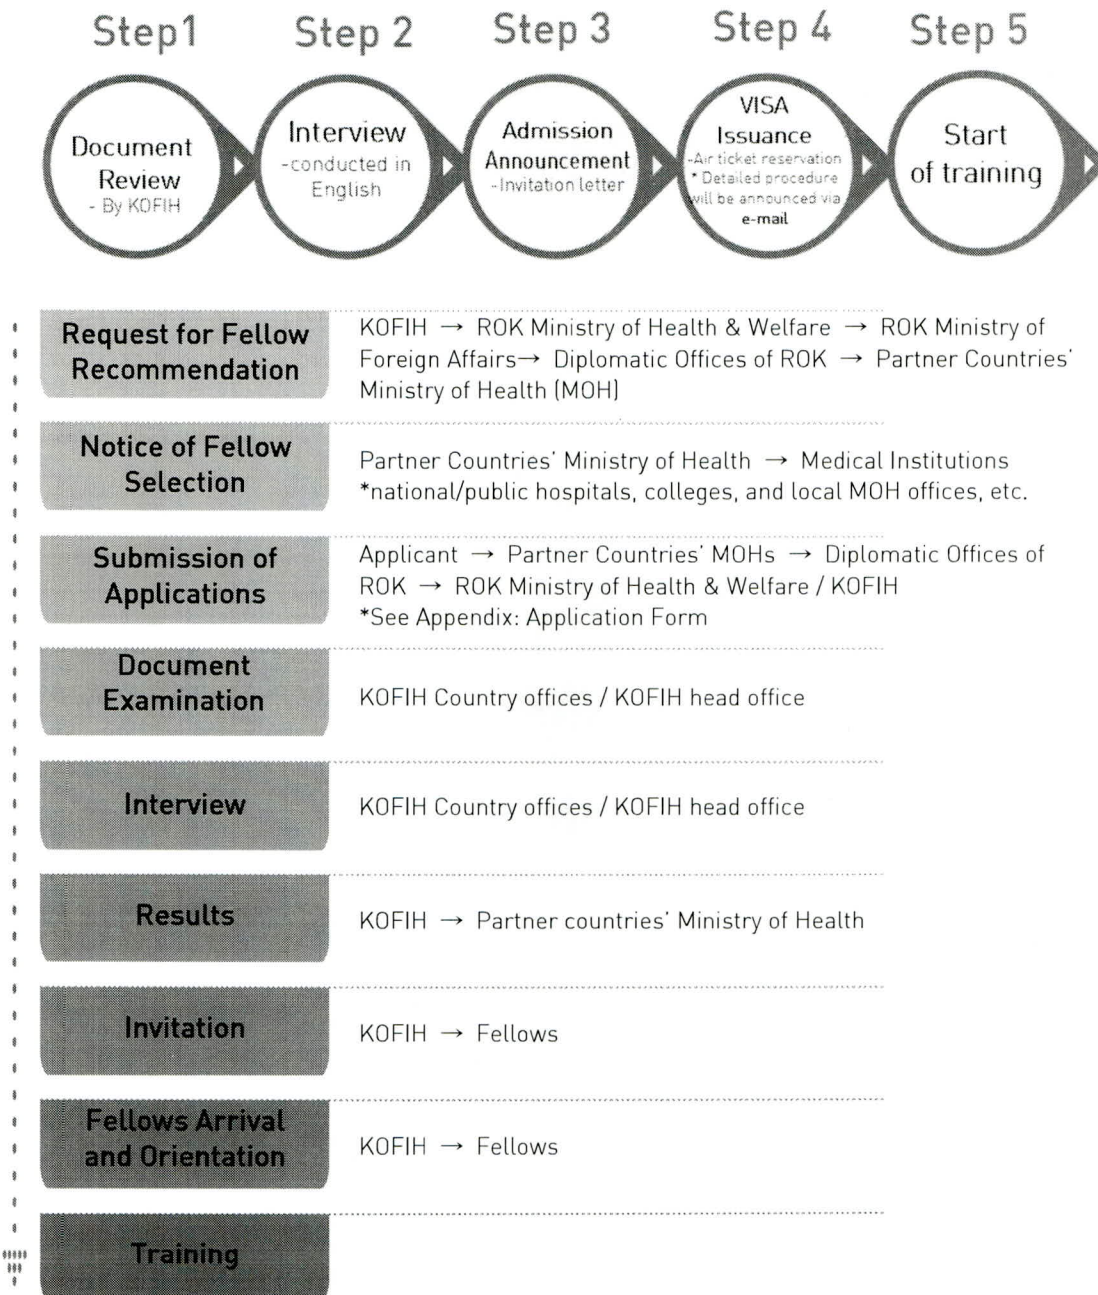 Step1 Step 2 Step 3 Step 4 Step 5
Document
Review
- By KOFIH
Interview
-conducted in
English
Admission
Announcement
-Invitation letter
VISA
Issuance
-Air ticket reservation
* Detailed procedure
will be announced via
e-mail
Start
of training
Request for Fellow
Recommendation
KOFIH → ROK Ministry of Health & Welfare → ROK Ministry of
Foreign Affairs→ Diplomatic Offices of ROK → Partner Countries'
Ministry of Health (MOH)
Notice of Fellow
Selection
Partner Countries' Ministry of Health → Medical Institutions
*national/public hospitals, colleges, and local MOH offices, etc.
Submission of
Applications
Applicant → Partner Countries' MOHs → Diplomatic Offices of
ROK → ROK Ministry of Health & Welfare / KOFIH
*See Appendix: Application Form
Document
Examination
KOFIH Country offices / KOFIH head office
Interview
KOFIH Country offices / KOFIH head office
Results
KOFIH → Partner countries' Ministry of Health
Invitation
KOFIH → Fellows
Fellows Arrival
and Orientation
KOFIH → Fellows
Training